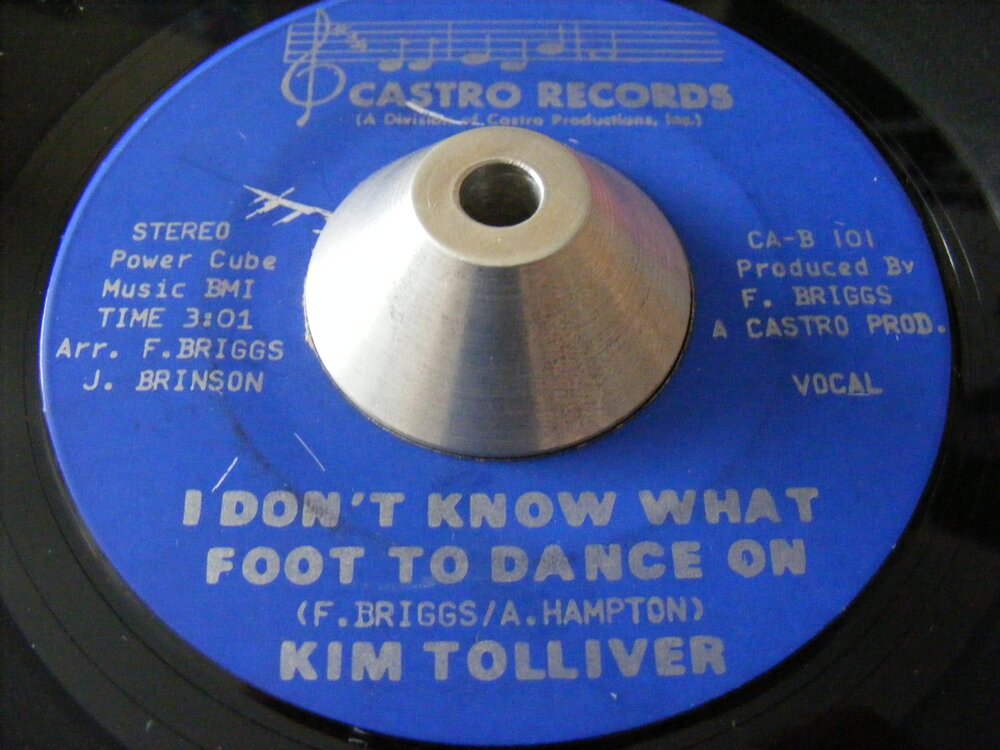 CASTRO RECORDS
(A Division of Castro Productions, Inc.)
STEREO
Power Cube
Music BMI
TIME 3:01
Arr. F.BRIGGS
J. BRINSON
CA-B 101
Produced By
F. BRIGGS
A CASTRO PROD.
VOCAL
I DON'T KNOW WHAT
FOOT TO DANCE ON
(F.BRIGGS/A.HAMPTON)
KIM TOLLIVER